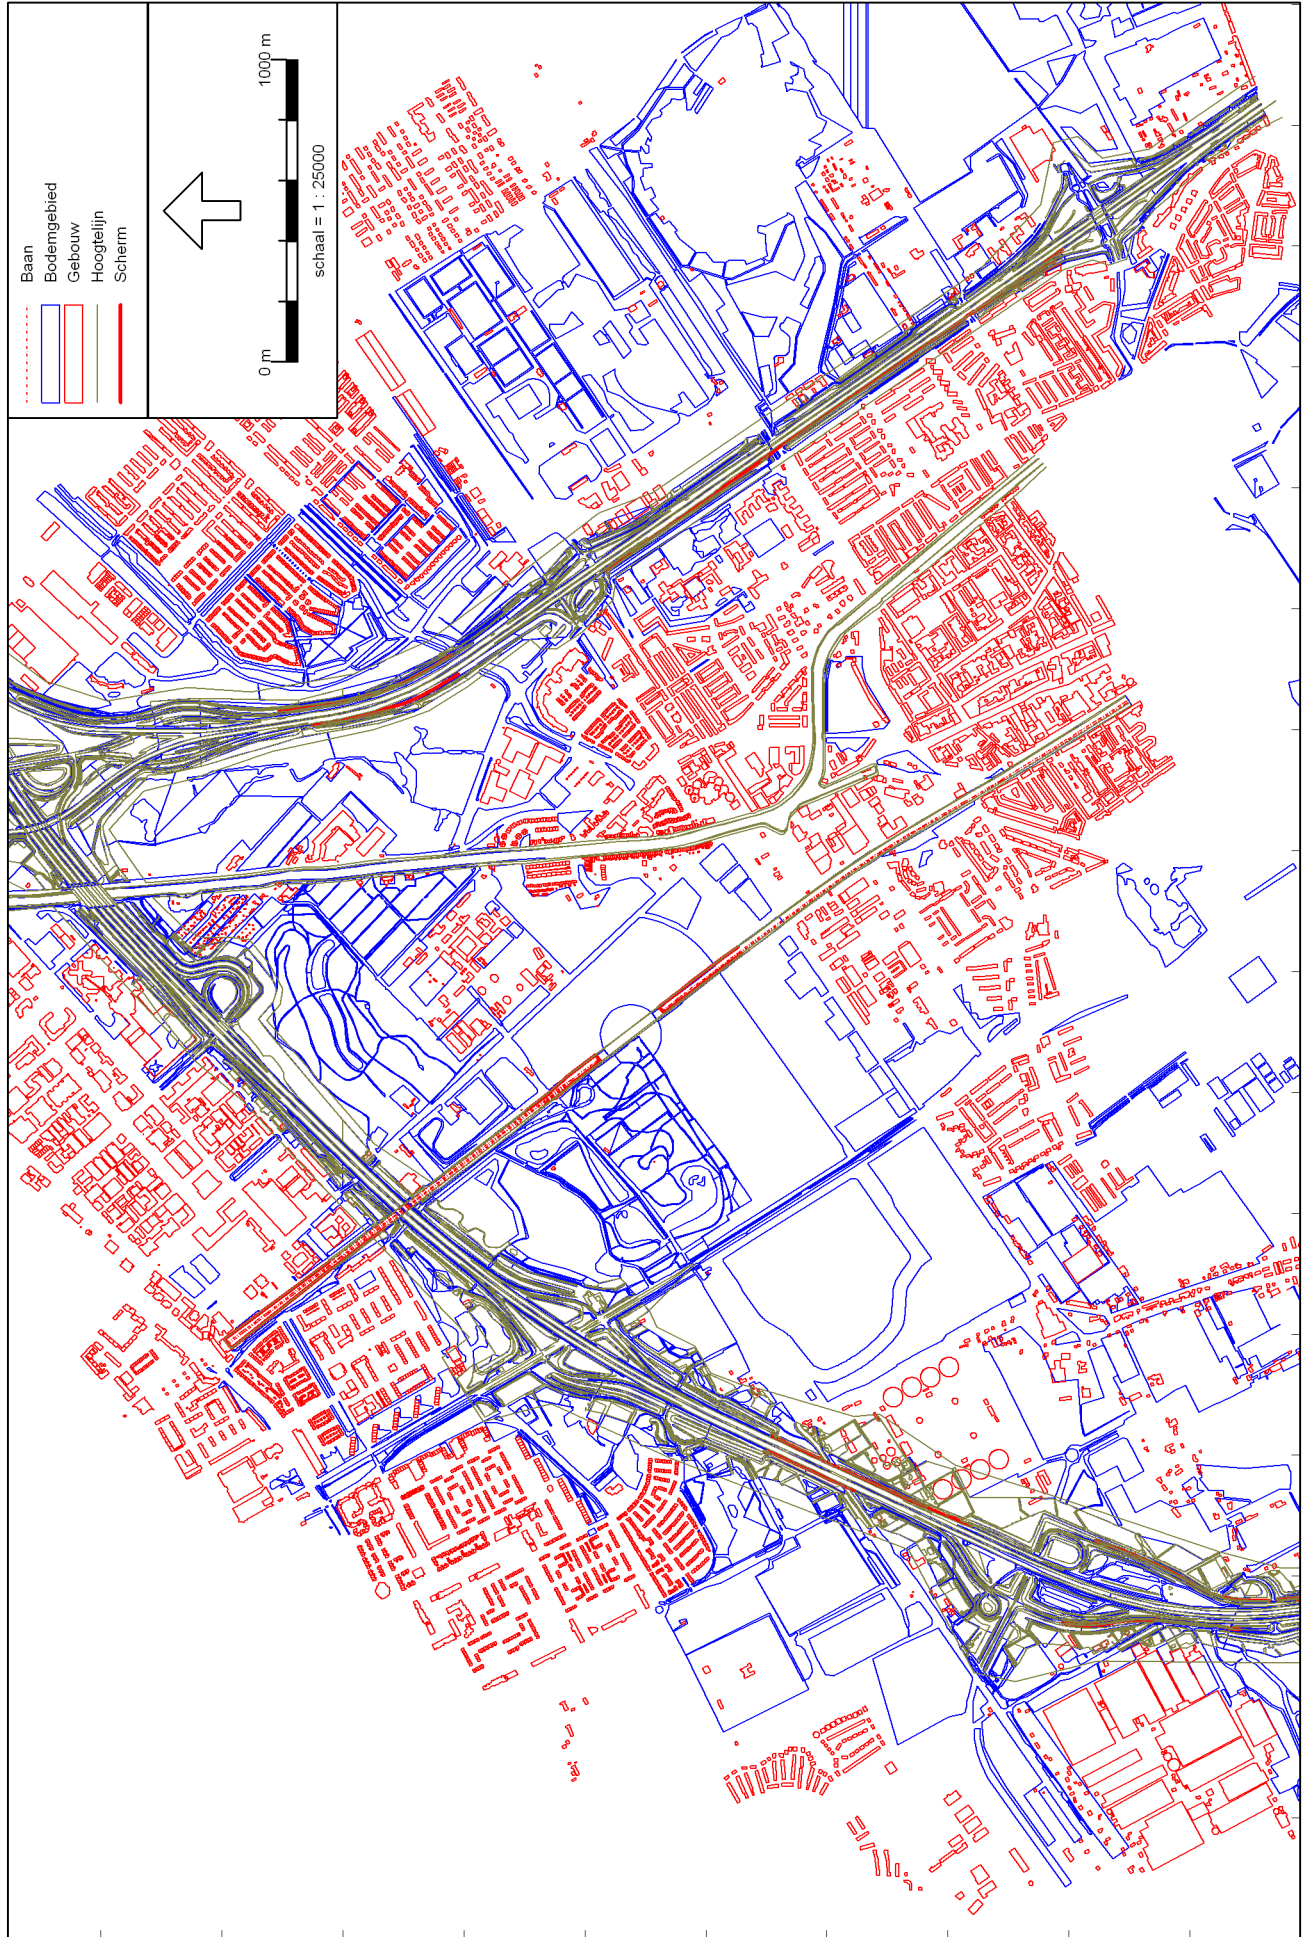 Baan
Bodemgebied
Gebouw
Hoogtelijn
Scherm
0 m
1000 m
schaal = 1 : 25000